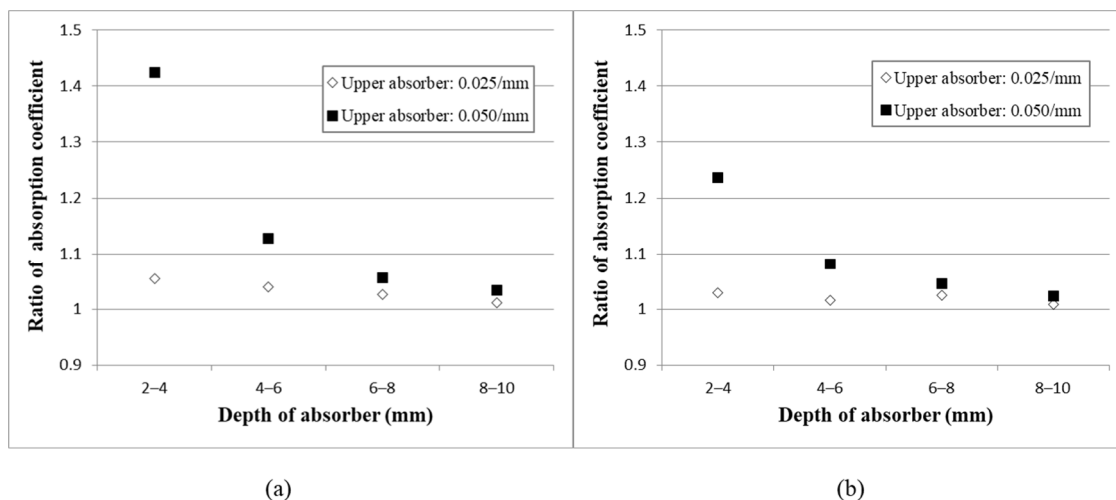 1.5
1.4
1.3
1.2
1.1
1
0.9
Ratio of absorption coefficient
Upper absorber: 0.025/mm
Upper absorber: 0.050/mm
2–4 4–6 6–8 8–10
Depth of absorber (mm)
(a)
1.5
1.4
1.3
1.2
1.1
1
0.9
Ratio of absorption coefficient
Upper absorber: 0.025/mm
Upper absorber: 0.050/mm
2–4 4–6 6–8 8–10
Depth of absorber (mm)
(b)